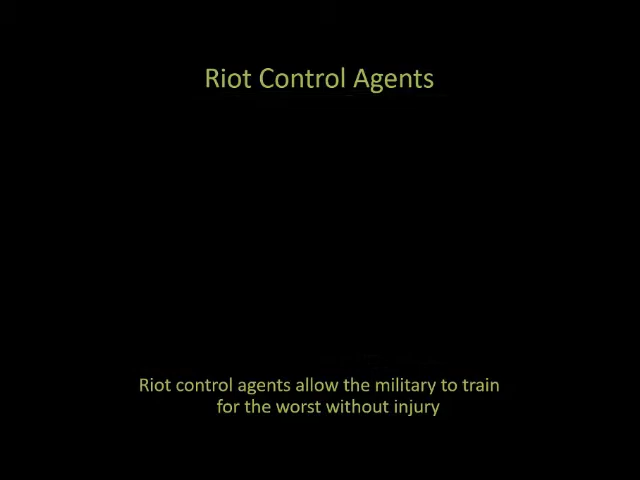 Riot Control Agents
Riot control agents allow the military to train
for the worst without injury